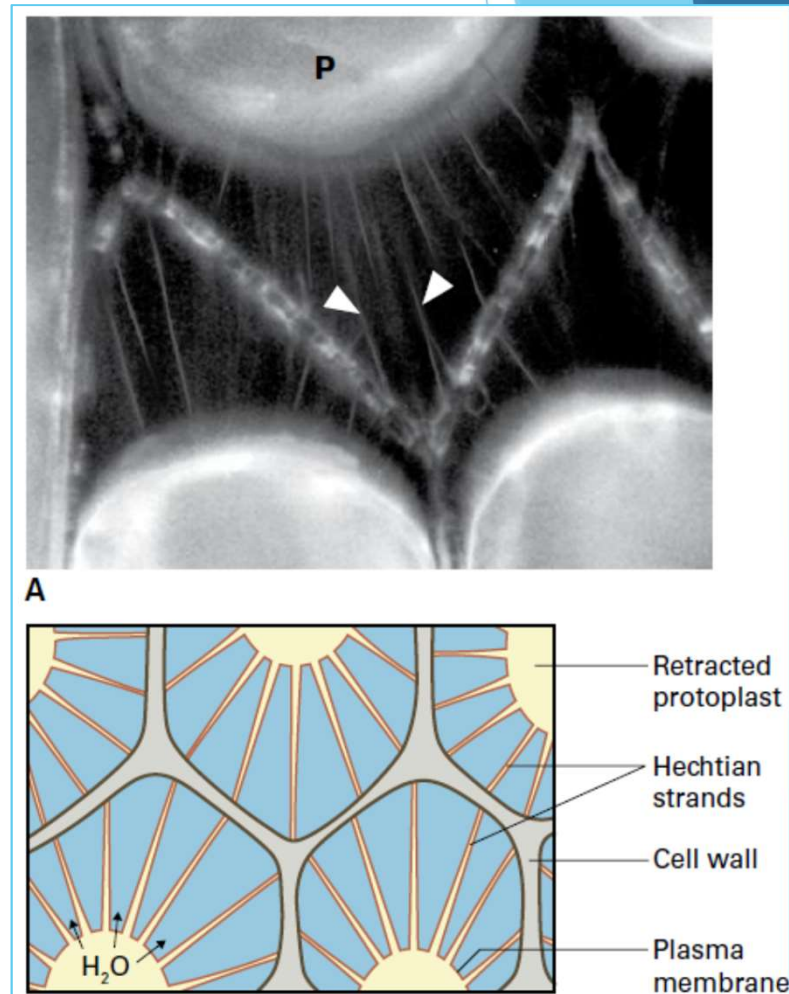 P
A
Retracted
protoplast
Hechtian
strands
Cell wall
Plasma
membrane
H₂O